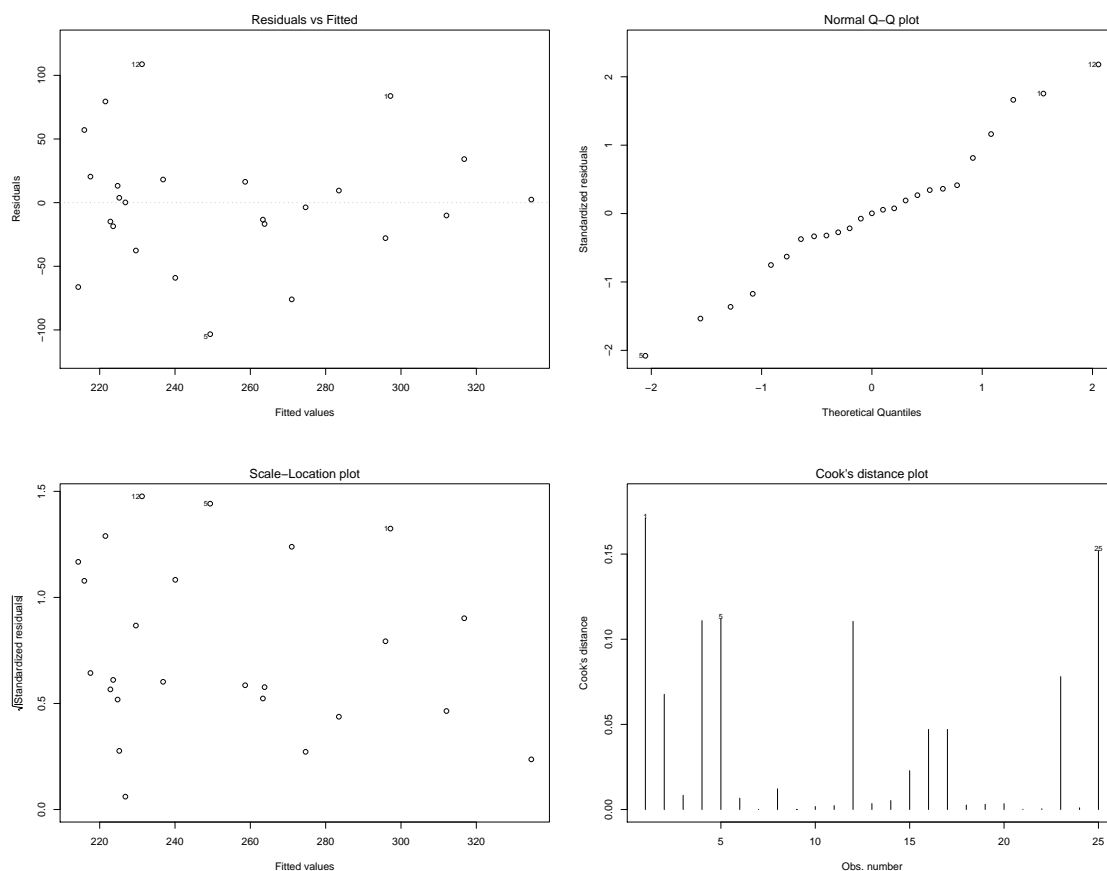 Residuals vs Fitted
Residuals
100
50
0
−50
−100
12
1
5
220 240 260 280 300 320
Fitted values
Normal Q−Q plot
Standardized residuals
2
1
0
−1
−2
12
1
5
−2 −1 0 1 2
Theoretical Quantiles
Scale−Location plot
√|Standardized residuals|
1.5
1.0
0.5
0.0
12
5
1
220 240 260 280 300 320
Fitted values
Cook's distance plot
Cook's distance
0.15
0.10
0.05
0.00
1
25
5
5 10 15 20 25
Obs. number